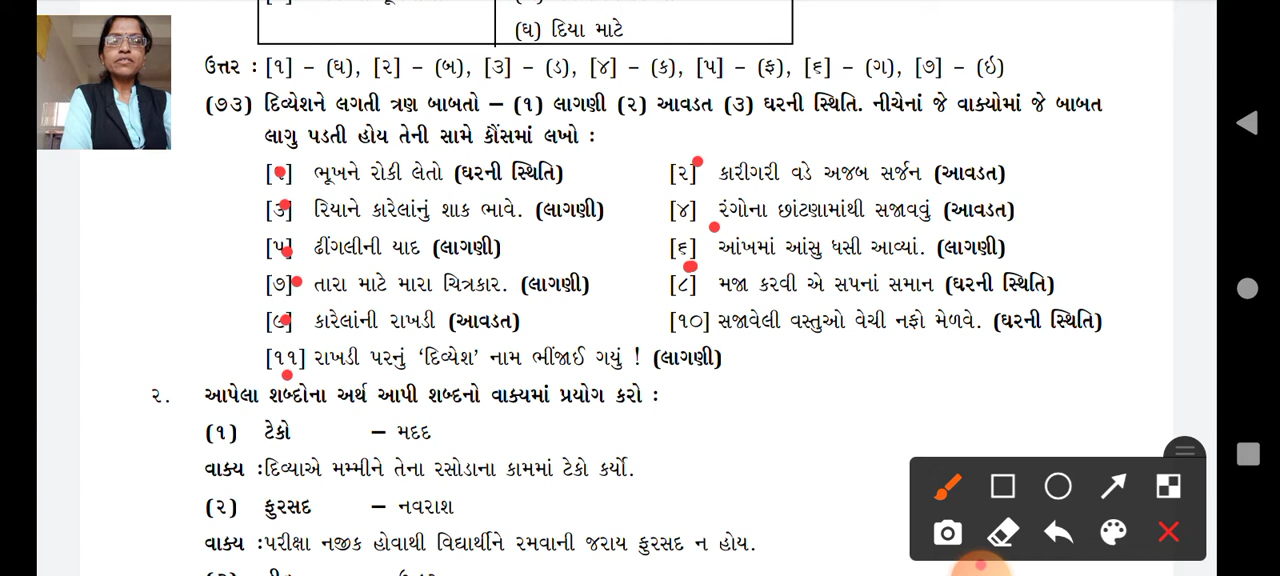 (ઘ) દિયા માટે
ઉત્તર : [૧] – (ઘ), [૨] – (બ), [૩] – (ડ), [૪] – (ક), [૫] – (ફ), [૬] – (ગ), [૭] – (ઇ)
(૭૩) દિવ્યેશને લગતી ત્રણ બાબતો – (૧) લાગણી (૨) આવડત (૩) ઘરની સ્થિતિ. નીચેનાં જે વાક્યોમાં જે બાબત
લાગુ પડતી હોય તેની સામે કૌંસમાં લખો :
[૧] ભૂખને રોકી લેતો (ઘરની સ્થિતિ) [૨] કારીગરી વડે અજબ સર્જન (આવડત)
[૩] રિયાને કારેલાંનું શાક ભાવે. (લાગણી) [૪] રંગોના છાંટણામાંથી સજાવવું (આવડત)
[૫] ઢીંગલીની યાદ (લાગણી) [૬] આંખમાં આંસુ ધસી આવ્યાં. (લાગણી)
[૭] તારા માટે મારા ચિત્રકાર. (લાગણી) [૮] મજા કરવી એ સપનાં સમાન (ઘરની સ્થિતિ)
[૯] કારેલાંની રાખડી (આવડત) [૧૦] સજાવેલી વસ્તુઓ વેચી નફો મેળવે. (ઘરની સ્થિતિ)
[૧૧] રાખડી પરનું ‘દિવ્યેશ’ નામ ભીંજાઈ ગયું ! (લાગણી)
૨. આપેલા શબ્દોના અર્થ આપી શબ્દનો વાક્યમાં પ્રયોગ કરો :
(૧) ટેકો – મદદ
વાક્ય :દિવ્યાએ મમ્મીને તેના રસોડાના કામમાં ટેકો કર્યો.
(૨) ફુરસદ – નવરાશ
વાક્ય :પરીક્ષા નજીક હોવાથી વિદ્યાર્થીને રમવાની જરાય ફુરસદ ન હોય.